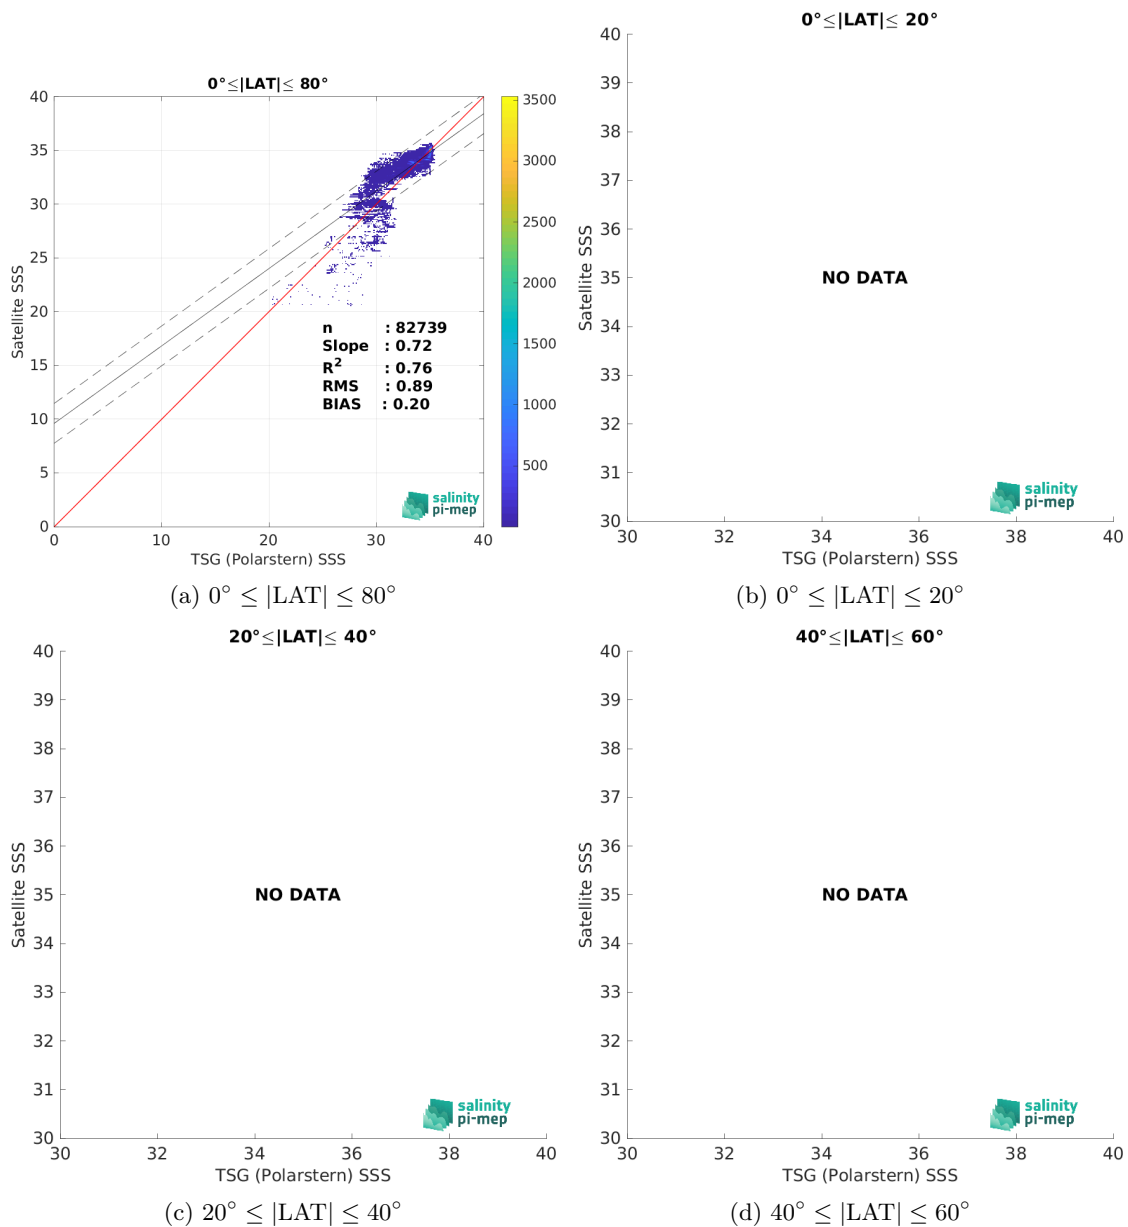 0°≤|LAT|≤ 80°
40
35
30
25
20
15
10
5
0
Satellite SSS
0
10
20
30
40
TSG (Polarstern) SSS
3500
3000
2500
2000
1500
1000
500
n : 82739
Slope : 0.72
R² : 0.76
RMS : 0.89
BIAS : 0.20
salinity
pi-mep
(a) 0° ≤ |LAT| ≤ 80°
0°≤|LAT|≤ 20°
40
39
38
37
36
35
34
33
32
31
30
Satellite SSS
NO DATA
salinity
pi-mep
30
32
34
36
38
40
TSG (Polarstern) SSS
(b) 0° ≤ |LAT| ≤ 20°
20°≤|LAT|≤ 40°
40
39
38
37
36
35
34
33
32
31
30
Satellite SSS
NO DATA
salinity
pi-mep
30
32
34
36
38
40
TSG (Polarstern) SSS
(c) 20° ≤ |LAT| ≤ 40°
40°≤|LAT|≤ 60°
40
39
38
37
36
35
34
33
32
31
30
Satellite SSS
NO DATA
salinity
pi-mep
30
32
34
36
38
40
TSG (Polarstern) SSS
(d) 40° ≤ |LAT| ≤ 60°